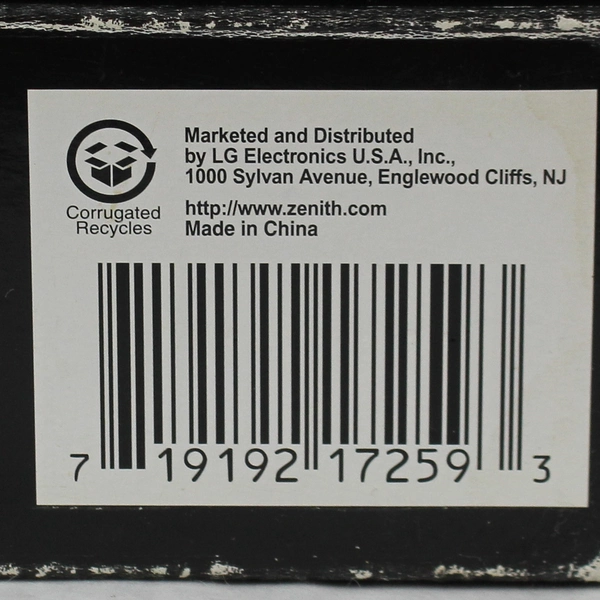 Corrugated
Recycles
Marketed and Distributed
by LG Electronics U.S.A., Inc.,
1000 Sylvan Avenue, Englewood Cliffs, NJ
http://www.zenith.com
Made in China
7 19192 17259 3